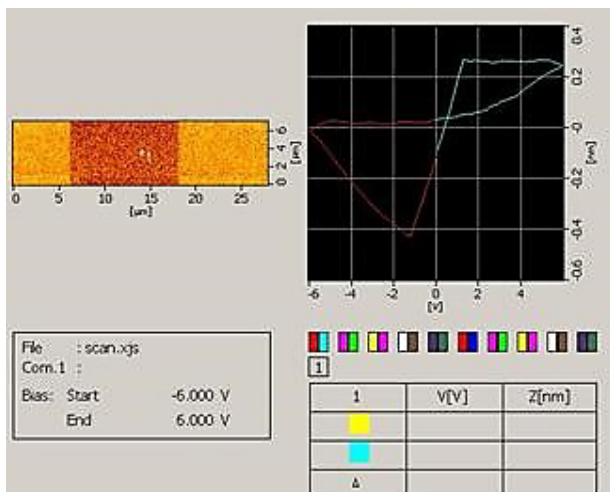 0.4
0.2
-0
-0.2
-0.4
-0.6
[nm]
-6 -4 -2 0 2 4
[V]
6
4
2
0
[μm]
0 5 10 15 20 25
[μm]
File : scan.xjs
Com.1 :
Bias: Start -6.000 V
End 6.000 V
1
1 V[V] Z[nm]
Δ